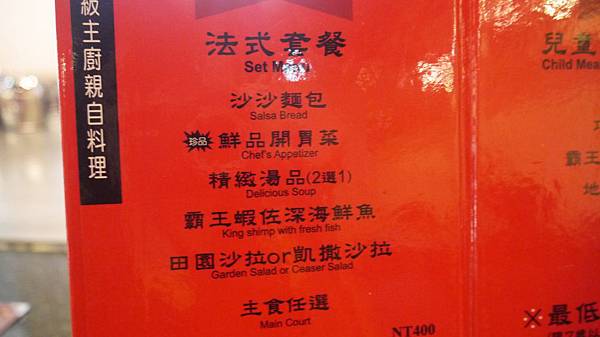 級主廚親自料理
法式套餐
Set Meal
沙沙麵包
Salsa Bread
珍品 鮮品開胃菜
Chef's Appetizer
精緻湯品(2選1)
Delicious Soup
霸王蝦佐深海鮮魚
King shimp with fresh fish
田園沙拉or凱撒沙拉
Garden Salad or Ceaser Salad
主食任選
Main Court
NT400
兒童
Child Mea
霸王
地
※最低